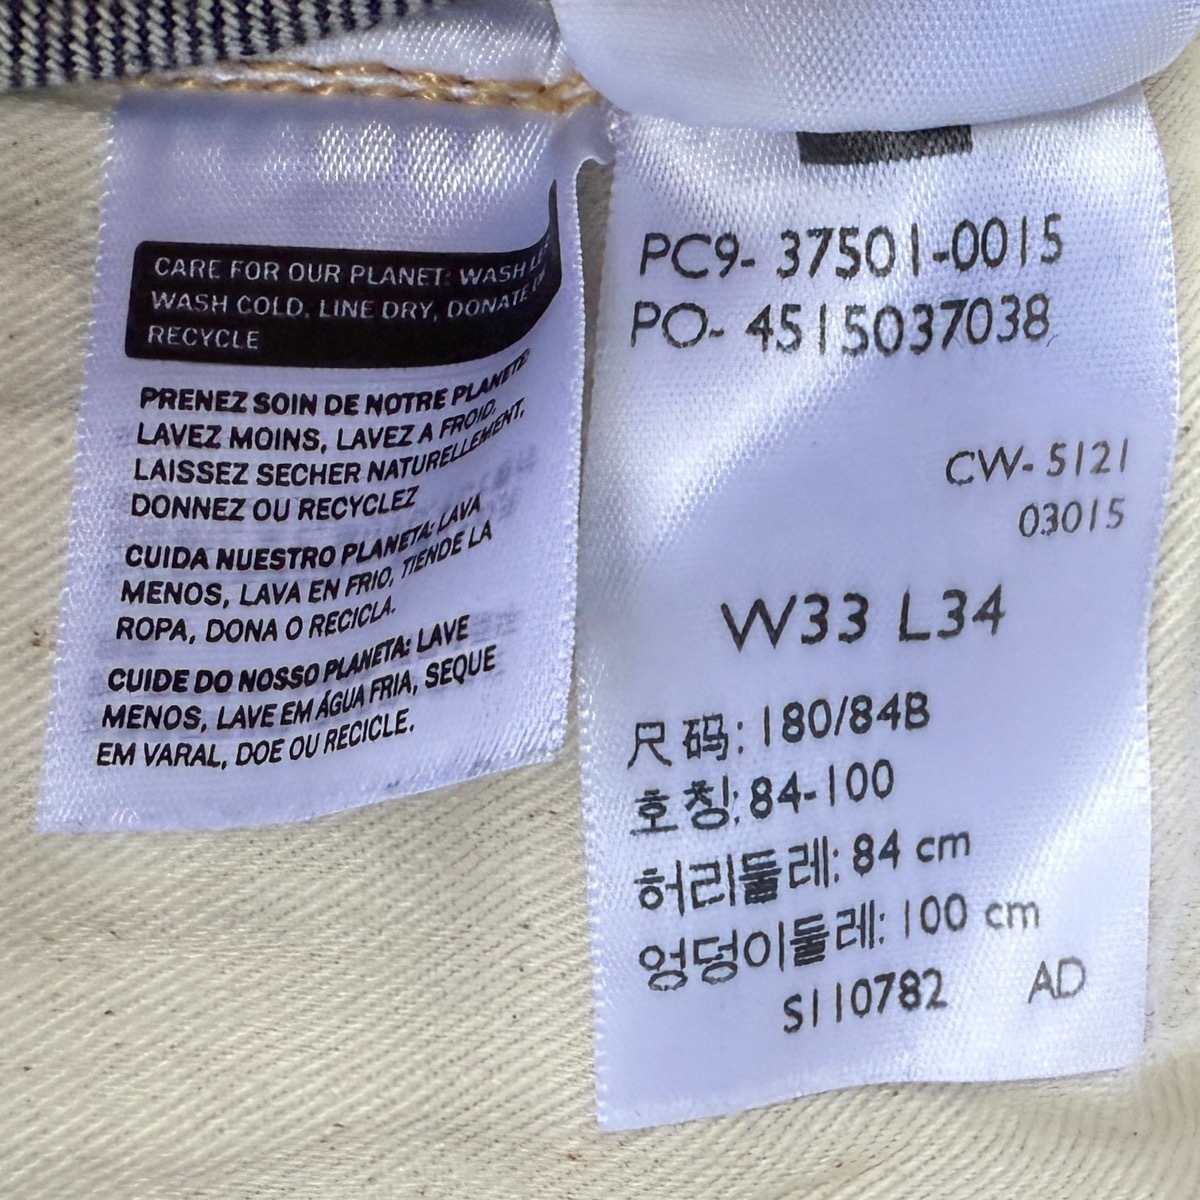 CARE FOR OUR PLANET: WASH
WASH COLD, LINE DRY, DONATE
RECYCLE
PRENEZ SOIN DE NOTRE PLANETE:
LAVEZ MOINS, LAVEZ A FROID,
LAISSEZ SECHER NATURELLEMENT,
DONNEZ OU RECYCLEZ
CUIDA NUESTRO PLANETA: LAVA
MENOS, LAVA EN FRIO, TIENDE LA
ROPA, DONA O RECICLA.
CUIDE DO NOSSO PLANETA: LAVE
MENOS, LAVE EM ÁGUA FRIA, SEQUE
EM VARAL, DOE OU RECICLE.
PC9- 37501-0015
PO- 4515037038
CW- 5121
03015
W33 L34
尺码: 180/84B
호칭: 84-100
허리둘레: 84 cm
엉덩이둘레: 100 cm
S110782 AD